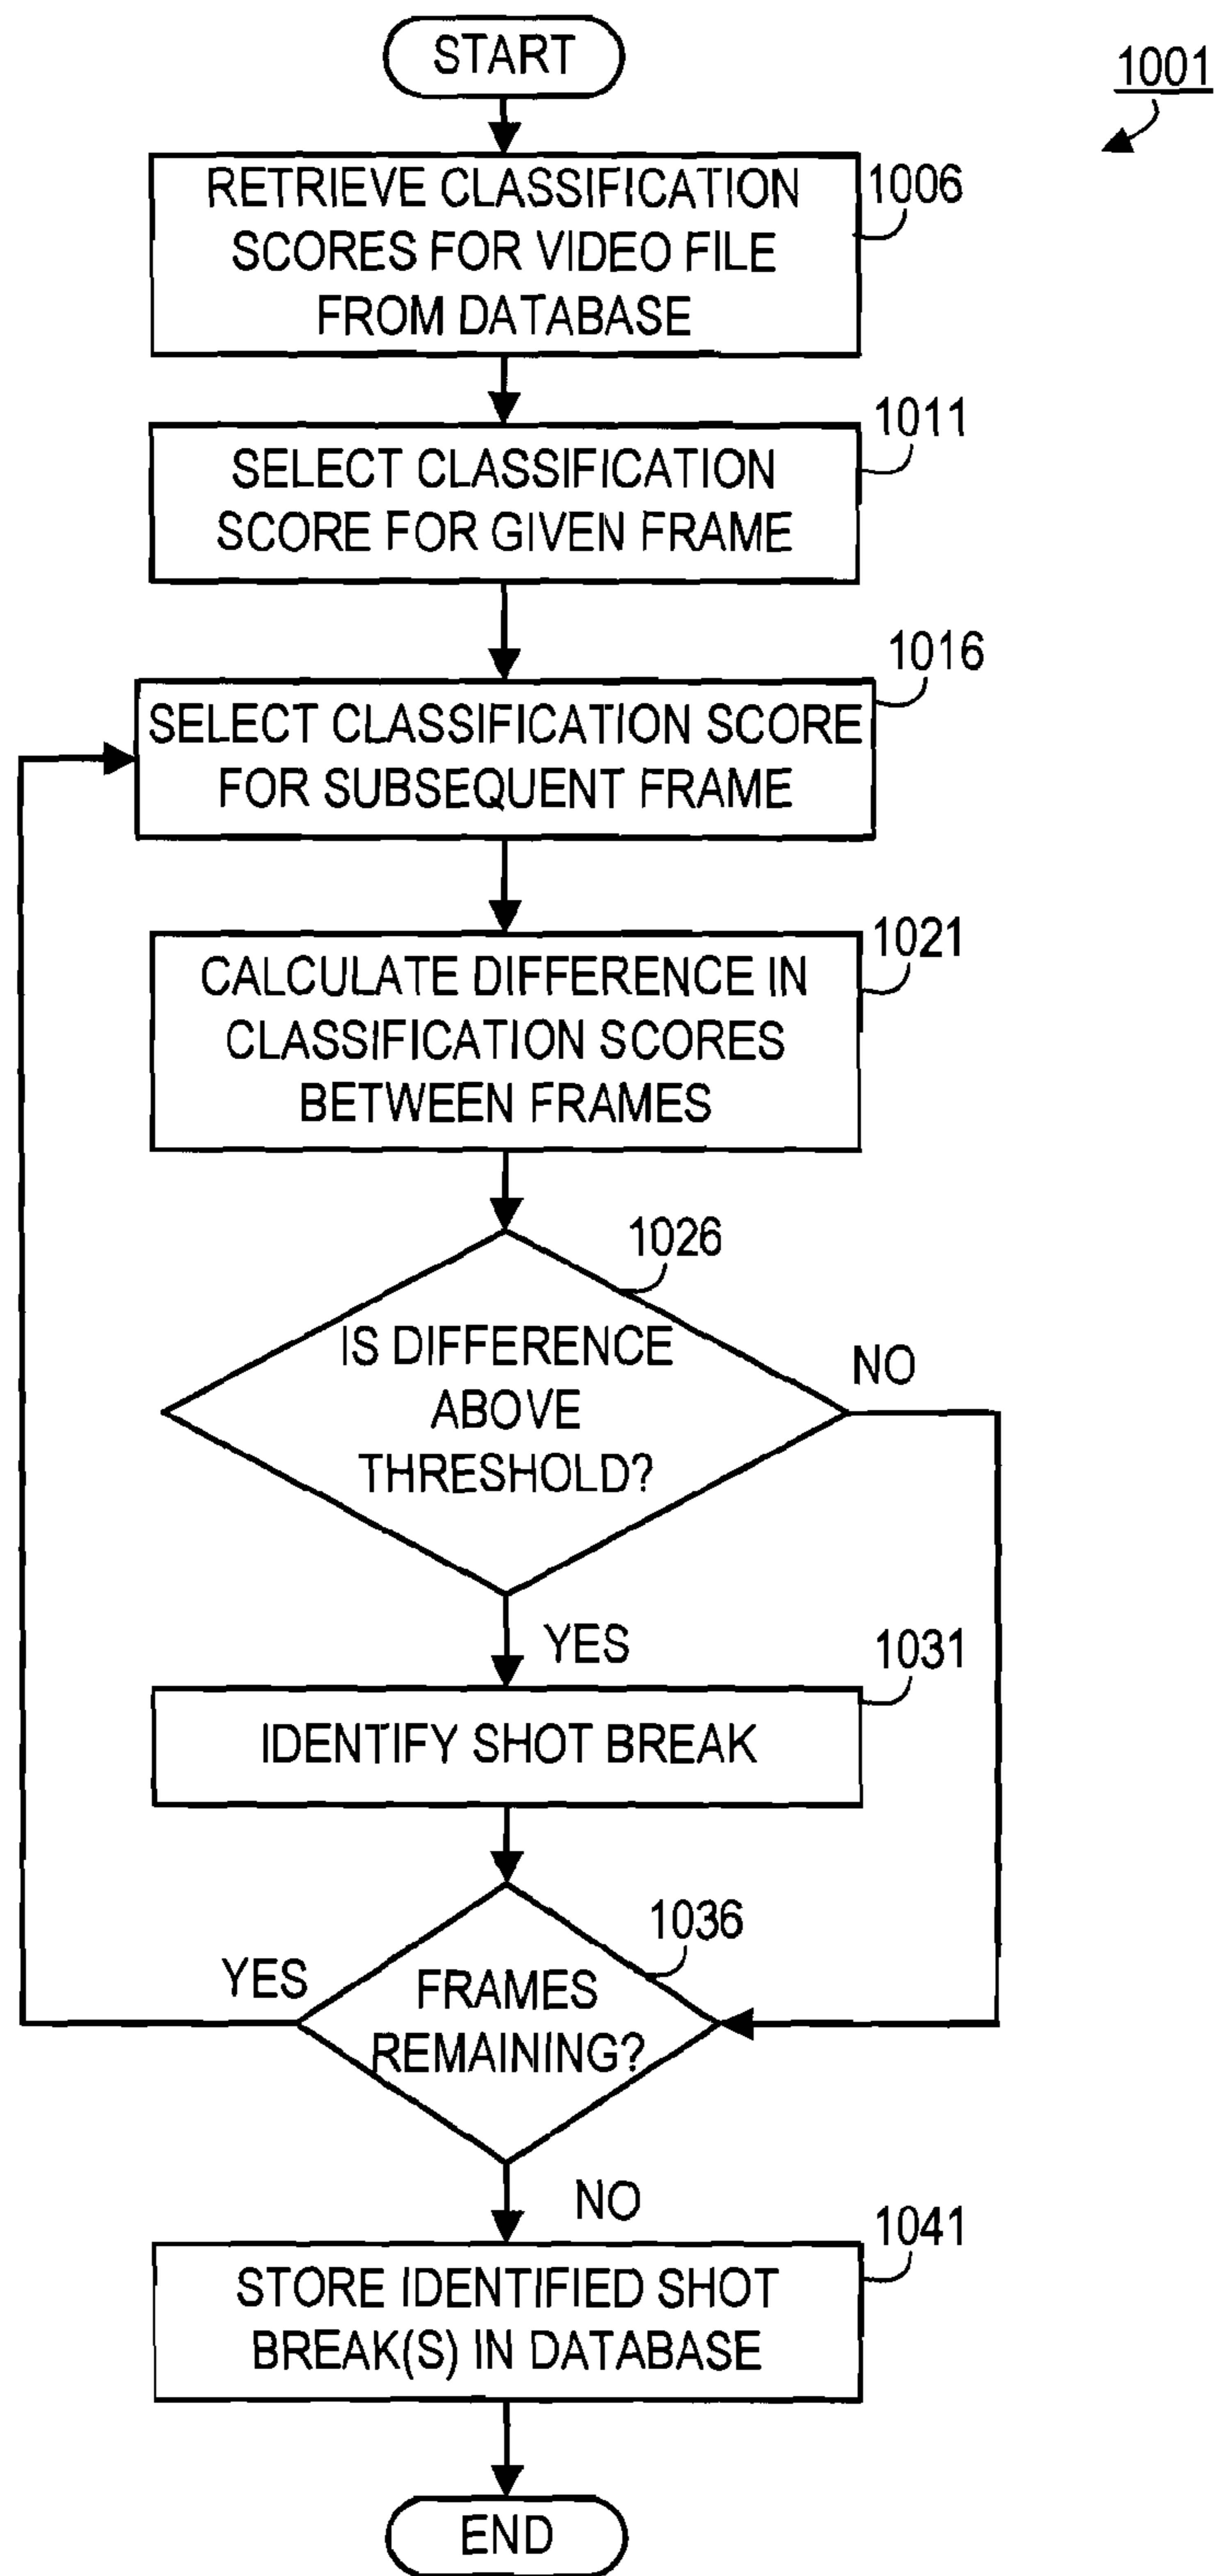 START
1001
RETRIEVE CLASSIFICATION
SCORES FOR VIDEO FILE
FROM DATABASE
1006
SELECT CLASSIFICATION
SCORE FOR GIVEN FRAME
1011
SELECT CLASSIFICATION SCORE
FOR SUBSEQUENT FRAME
1016
CALCULATE DIFFERENCE IN
CLASSIFICATION SCORES
BETWEEN FRAMES
1021
IS DIFFERENCE
ABOVE
THRESHOLD?
1026
NO
YES
IDENTIFY SHOT BREAK
1031
FRAMES
REMAINING?
1036
YES
NO
STORE IDENTIFIED SHOT
BREAK(S) IN DATABASE
1041
END